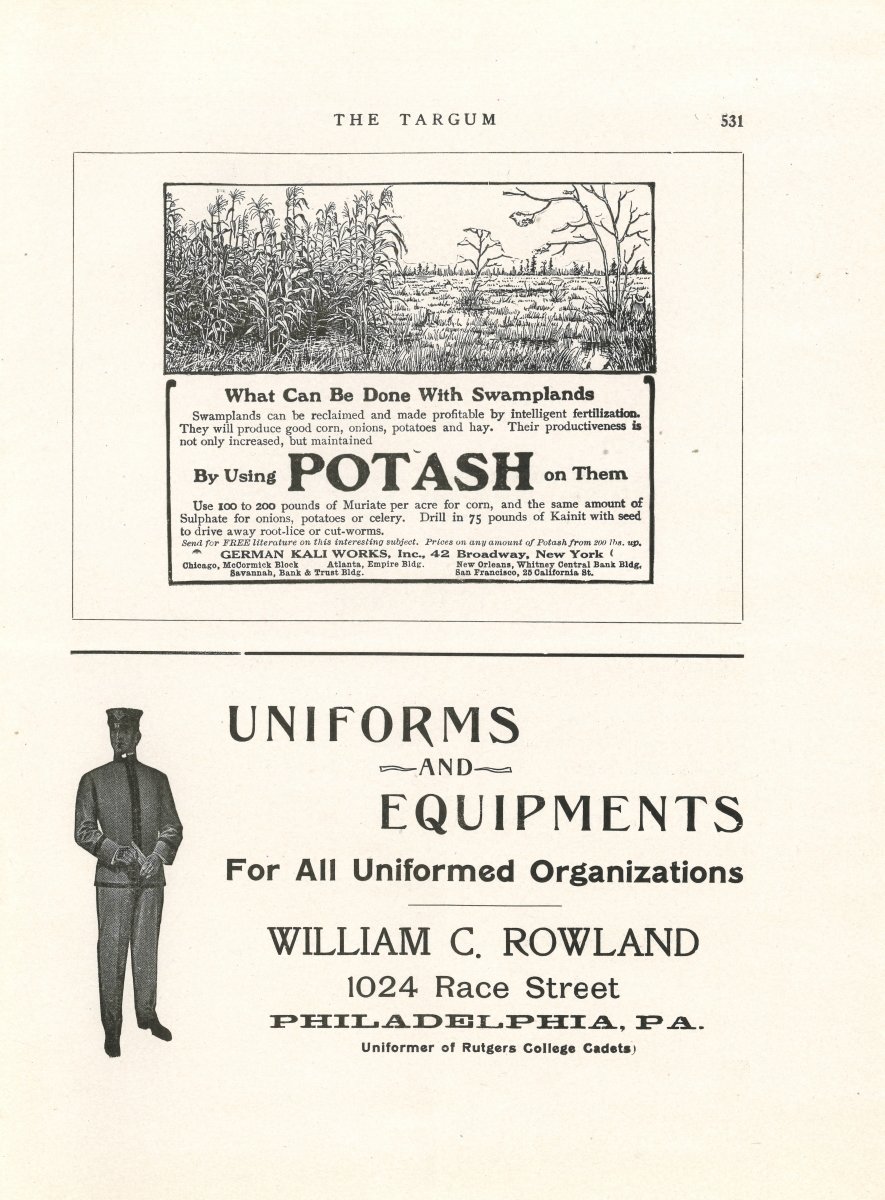 THE TARGUM
531
What Can Be Done With Swamplands
Swamplands can be reclaimed and made profitable by intelligent fertilization.
They will produce good corn, onions, potatoes and hay. Their productiveness is
not only increased, but maintained
By Using POTASH on Them
Use 100 to 200 pounds of Muriate per acre for corn, and the same amount of
Sulphate for onions, potatoes or celery. Drill in 75 pounds of Kainit with seed
to drive away root-lice or cut-worms.
Send for FREE literature on this interesting subject. Prices on any amount of Potash from 200 lbs. up.
GERMAN KALI WORKS, Inc., 42 Broadway, New York
Chicago, McCormick Block Atlanta, Empire Bldg. New Orleans, Whitney Central Bank Bldg,
Savannah, Bank & Trust Bldg. San Francisco, 25 California St.
UNIFORMS
AND
EQUIPMENTS
For All Uniformed Organizations
WILLIAM C. ROWLAND
1024 Race Street
PHILADELPHIA, PA.
Uniformer of Rutgers College Cadets)